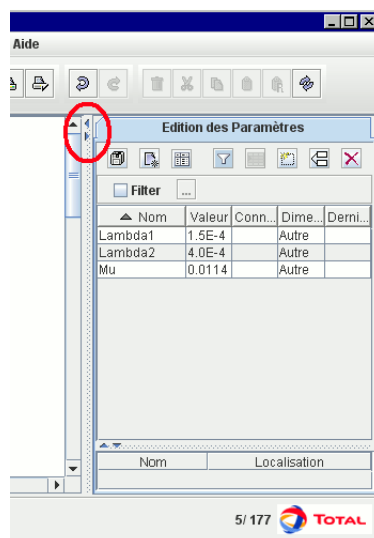 Aide
Edition des Paramètres
Filter ...
Nom Valeur Conn... Dime... Derni...
Lambda1 1.5E-4 Autre
Lambda2 4.0E-4 Autre
Mu 0.0114 Autre
Nom Localisation
5/ 177 TOTAL